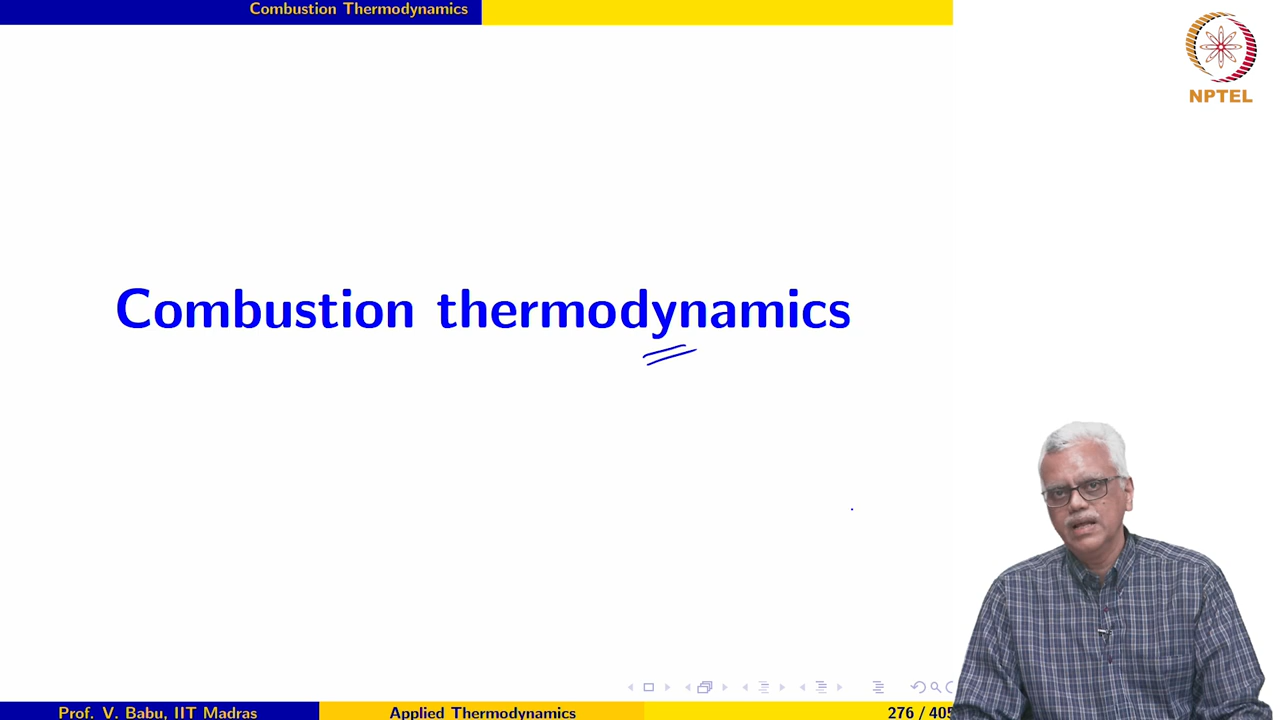 Combustion Thermodynamics
NPTEL
Combustion thermodynamics
Prof. V. Babu, IIT Madras
Applied Thermodynamics
276 / 405